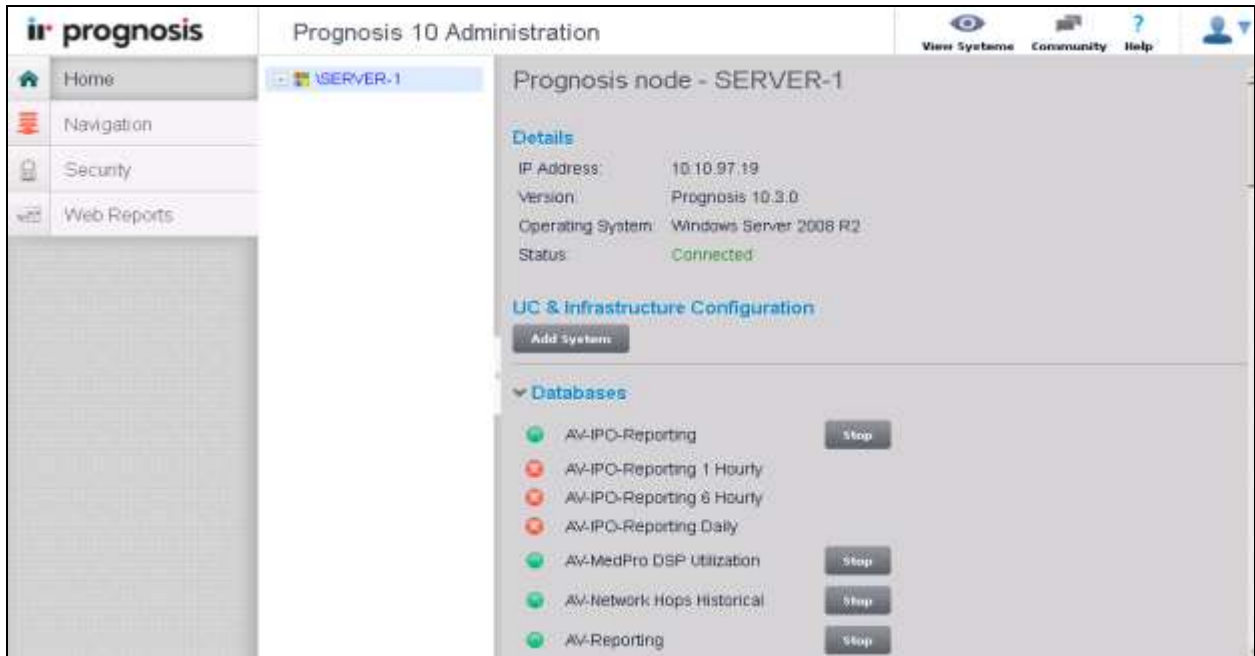 ir prognosis
Prognosis 10 Administration
View Systems
Community
? Help
Home
Navigation
Security
Web Reports
\SERVER-1
Prognosis node - SERVER-1
Details
IP Address: 10.10.97.19
Version: Prognosis 10.3.0
Operating System: Windows Server 2008 R2
Status: Connected
UC & Infrastructure Configuration
Add System
Databases
AV-IPO-Reporting Stop
AV-IPO-Reporting 1 Hourly
AV-IPO-Reporting 6 Hourly
AV-IPO-Reporting Daily
AV-MedPro DSP Utilization Stop
AV-Network Hops Historical Stop
AV-Reporting Stop